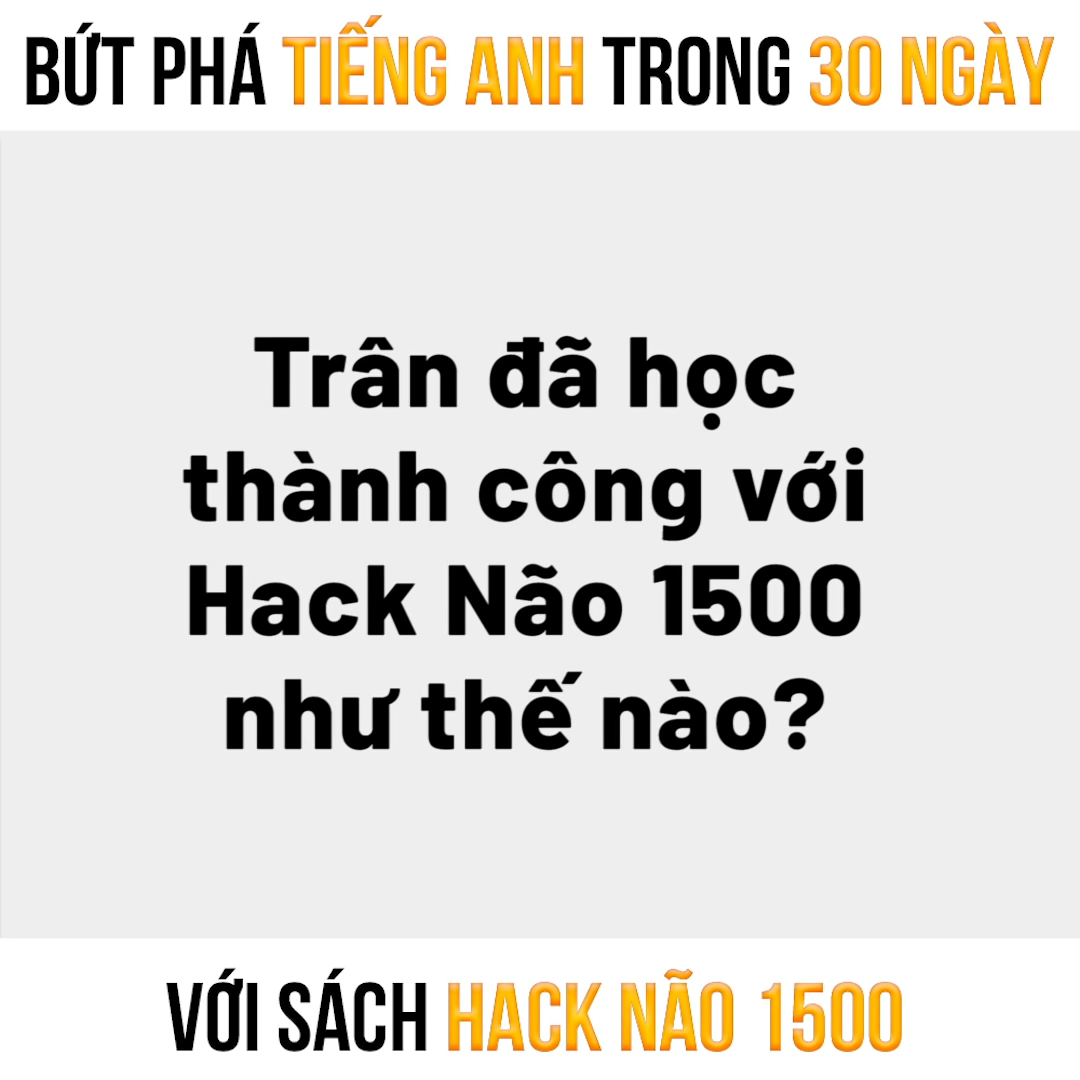 BỨT PHÁ TIẾNG ANH TRONG 30 NGÀY
Trân đã học
thành công với
Hack Não 1500
như thế nào?
VỚI SÁCH HACK NÃO 1500